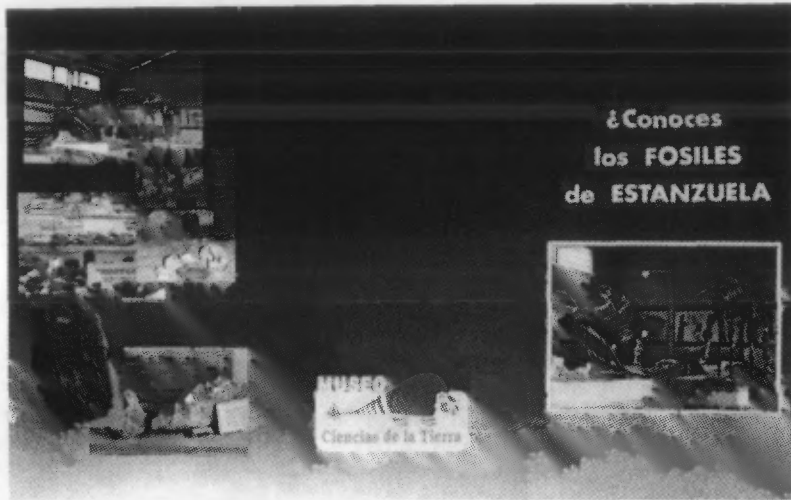 ¿Conoces
los FOSILES
de ESTANZUELA
MUSEO
Ciencias de la Tierra